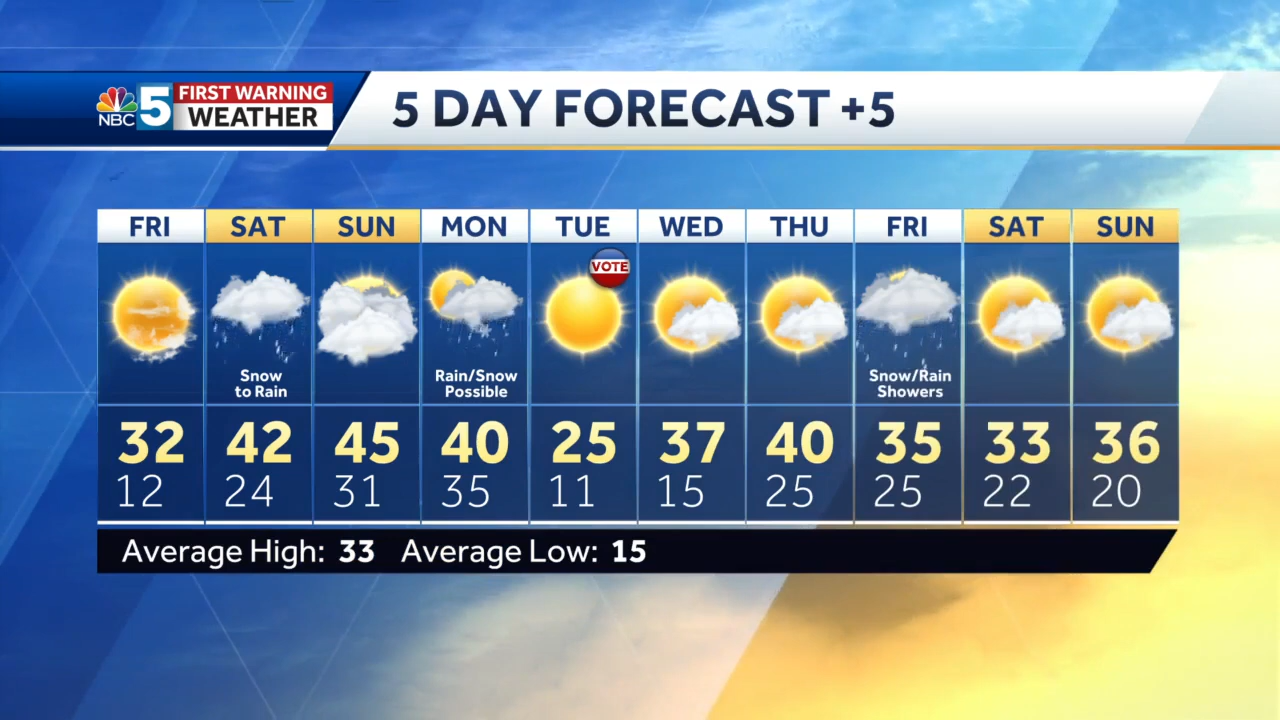 NBC 5 FIRST WARNING
WEATHER
5 DAY FORECAST +5
FRI SAT SUN MON TUE WED THU FRI SAT SUN
VOTE
Snow to Rain
Rain/Snow Possible
Snow/Rain Showers
32 42 45 40 25 37 40 35 33 36
12 24 31 35 11 15 25 25 22 20
Average High: 33 Average Low: 15